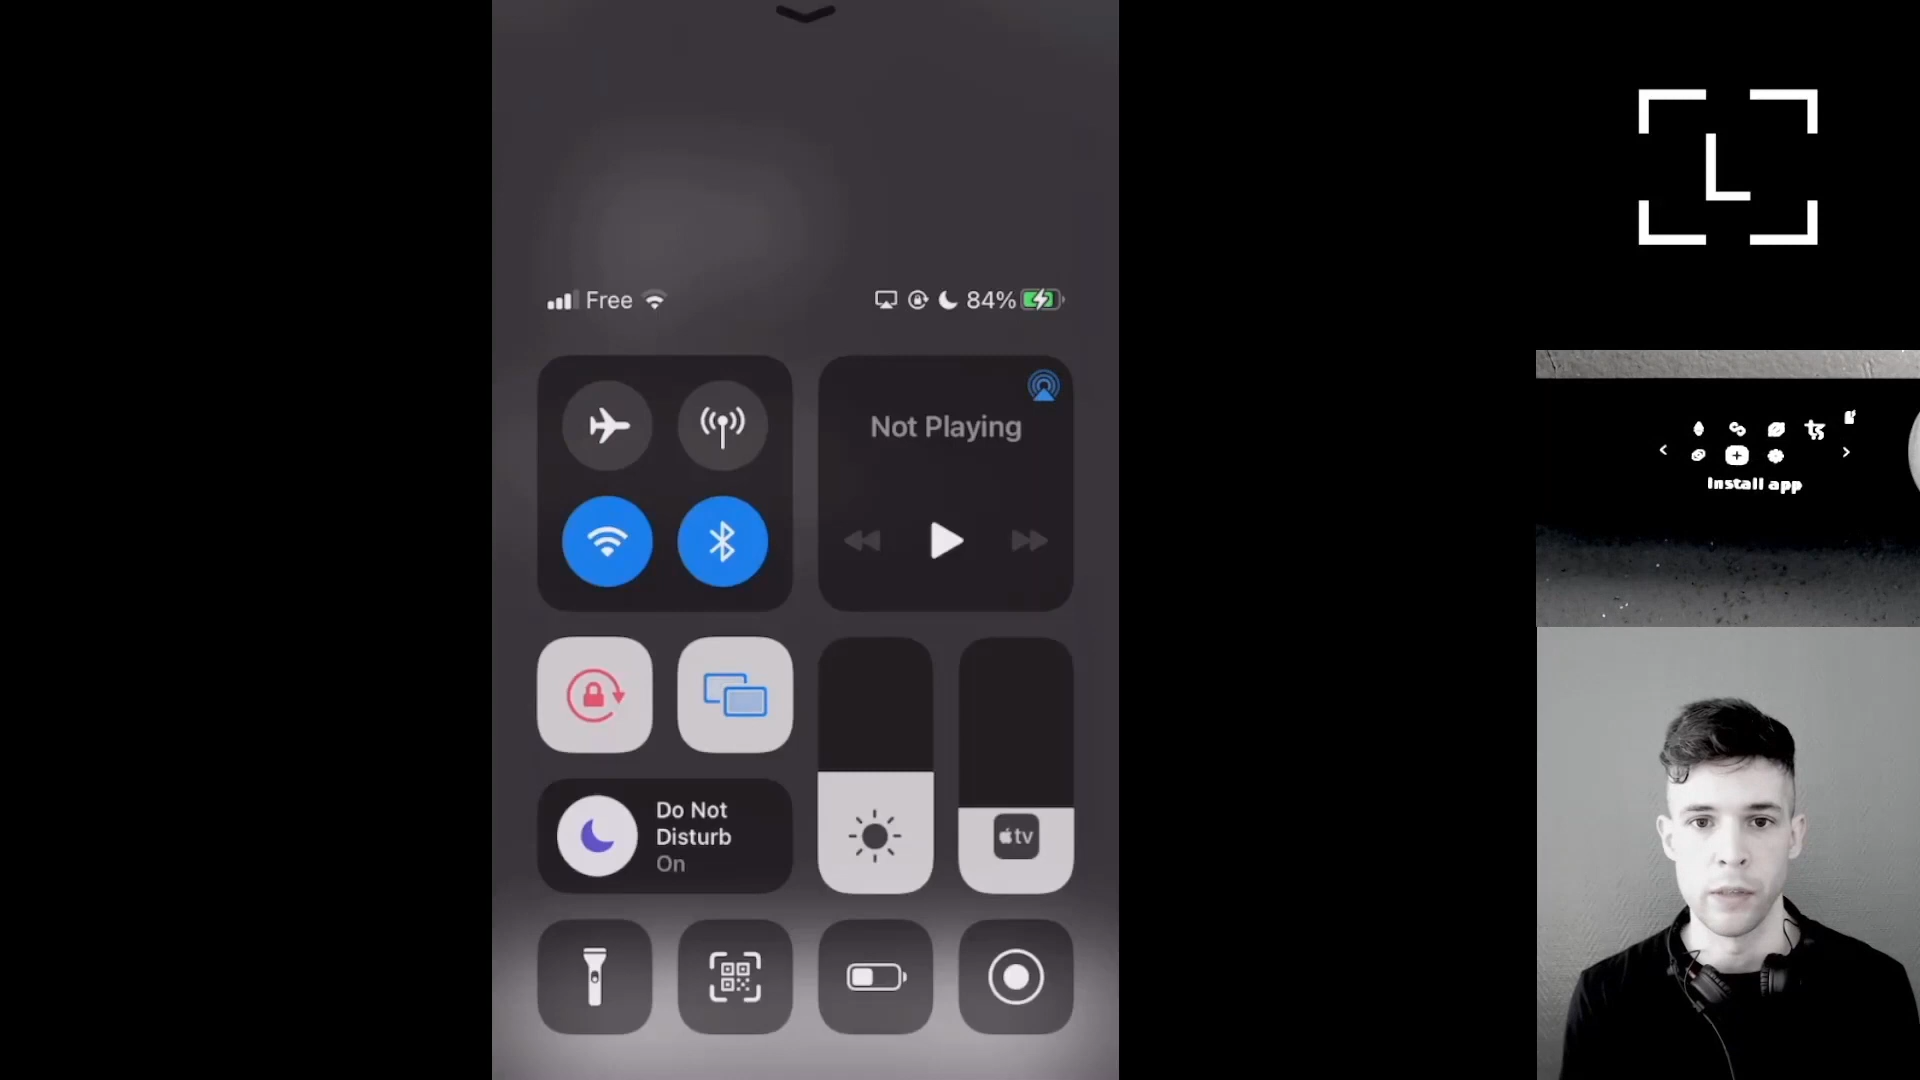 Free
84%
Not Playing
Do Not
Disturb
On
tv
L
Install app